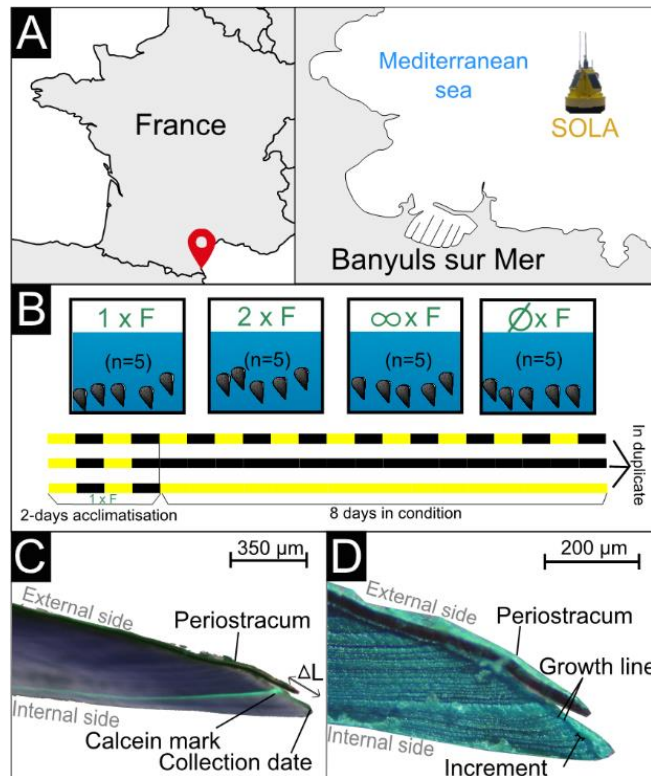 A
France
Mediterranean
sea
SOLA
Banyuls sur Mer
B
1 x F
2 x F
∞x F
Øx F
(n=5)
(n=5)
(n=5)
(n=5)
In duplicate
1 x F
2-days acclimatisation
8 days in condition
C
350 µm
External side
Periostracum
ΔL
Internal side
Calcein mark
Collection date
D
200 µm
External side
Periostracum
Growth line
Internal side
Increment